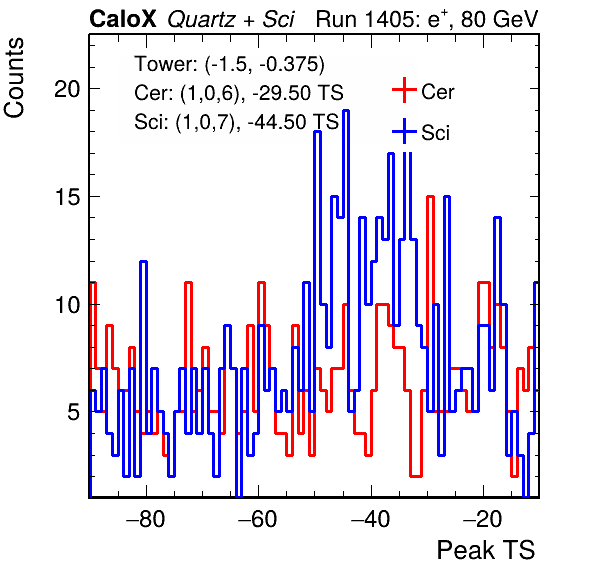 CaloX Quartz + Sci Run 1405: e⁺, 80 GeV
Counts
Tower: (-1.5, -0.375)
Cer: (1,0,6), -29.50 TS
Sci: (1,0,7), -44.50 TS
Cer
Sci
20
15
10
5
−80 −60 −40 −20
Peak TS